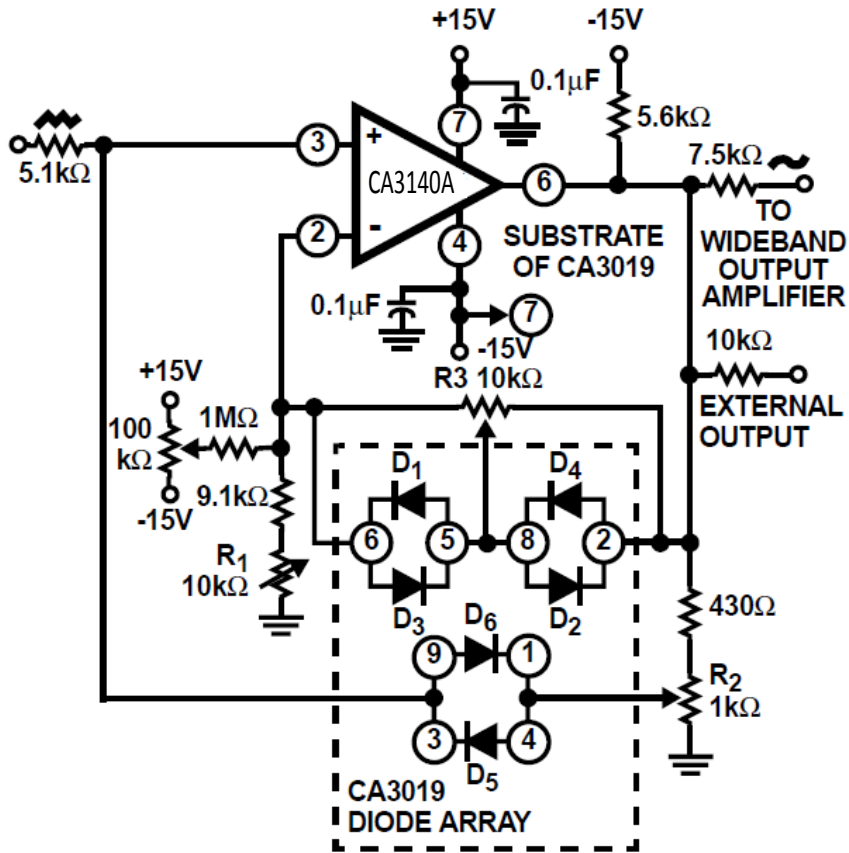 +15V
-15V
0.1µF
5.6kΩ
5.1kΩ
3
+
7
CA3140A
6
7.5kΩ
2
-
4
SUBSTRATE
OF CA3019
TO
WIDEBAND
OUTPUT
AMPLIFIER
0.1µF
7
-15V
R3 10kΩ
10kΩ
EXTERNAL
OUTPUT
+15V
100
kΩ
1MΩ
-15V
9.1kΩ
R1
10kΩ
D1
D4
6
5
8
2
D3
D2
430Ω
D6
9
1
R2
1kΩ
3
4
D5
CA3019
DIODE ARRAY